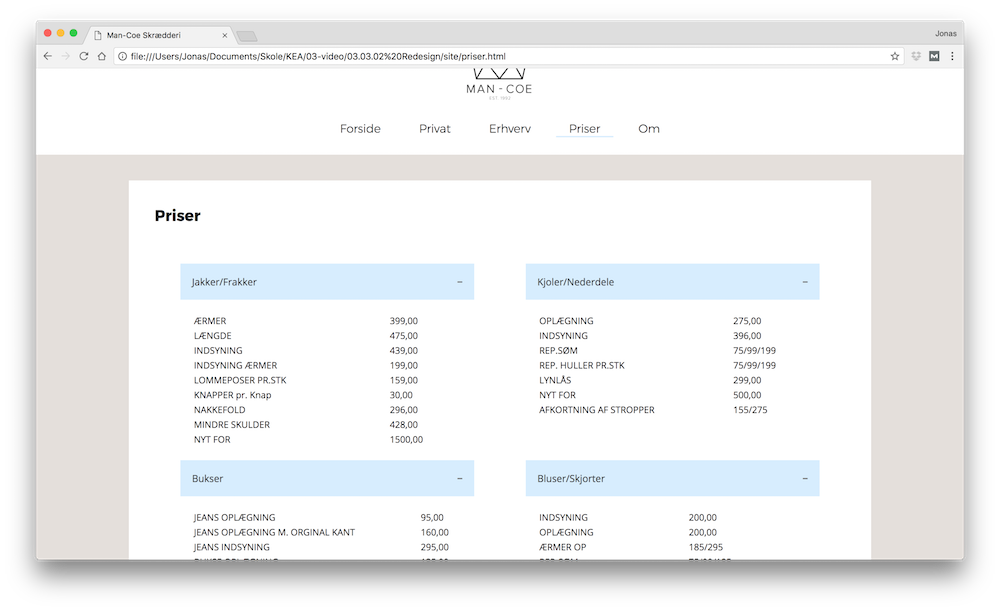 Man-Coe Skrædderi
Jonas
file:///Users/Jonas/Documents/Skole/KEA/03-video/03.03.02%20Redesign/site/priser.html
MAN - COE
EST. 1993
Forside Privat Erhverv Priser Om
Priser
Jakker/Frakker –
ÆRMER 399,00
LÆNGDE 475,00
INDSYNING 439,00
INDSYNING ÆRMER 199,00
LOMMEPOSER PR.STK 159,00
KNAPPER pr. Knap 30,00
NAKKEFOLD 296,00
MINDRE SKULDER 428,00
NYT FOR 1500,00
Kjoler/Nederdele –
OPLÆGNING 275,00
INDSYNING 396,00
REP.SØM 75/99/199
REP. HULLER PR.STK 75/99/199
LYNLÅS 299,00
NYT FOR 500,00
AFKORTNING AF STROPPER 155/275
Bukser –
JEANS OPLÆGNING 95,00
JEANS OPLÆGNING M. ORGINAL KANT 160,00
JEANS INDSYNING 295,00
Bluser/Skjorter –
INDSYNING 200,00
OPLÆGNING 200,00
ÆRMER OP 185/295